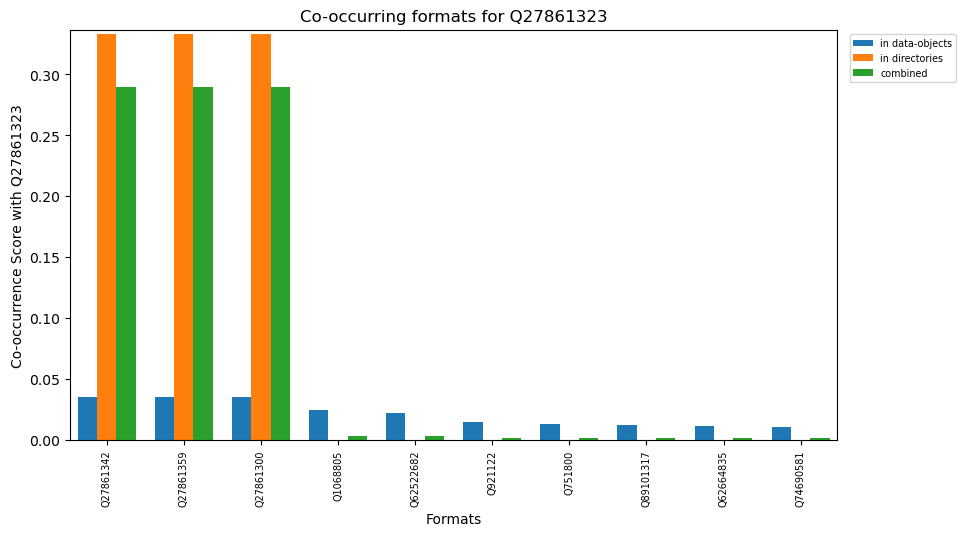 Co-occurring formats for Q27861323
in data-objects
in directories
combined
Co-occurrence Score with Q27861323
0.30
0.25
0.20
0.15
0.10
0.05
0.00
Q27861342
Q27861359
Q27861300
Q1068805
Q62522682
Q921122
Q751800
Q89101317
Q62664835
Q74690581
Formats